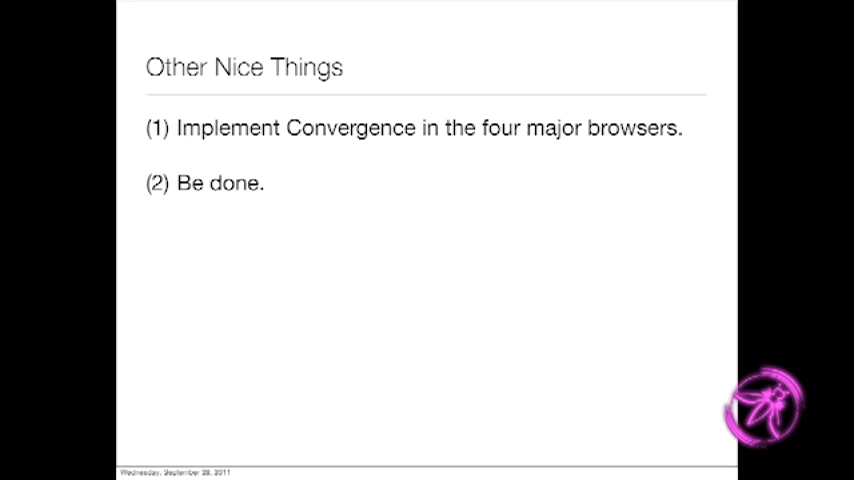 Other Nice Things
(1) Implement Convergence in the four major browsers.
(2) Be done.
Wednesday, September 28, 2011